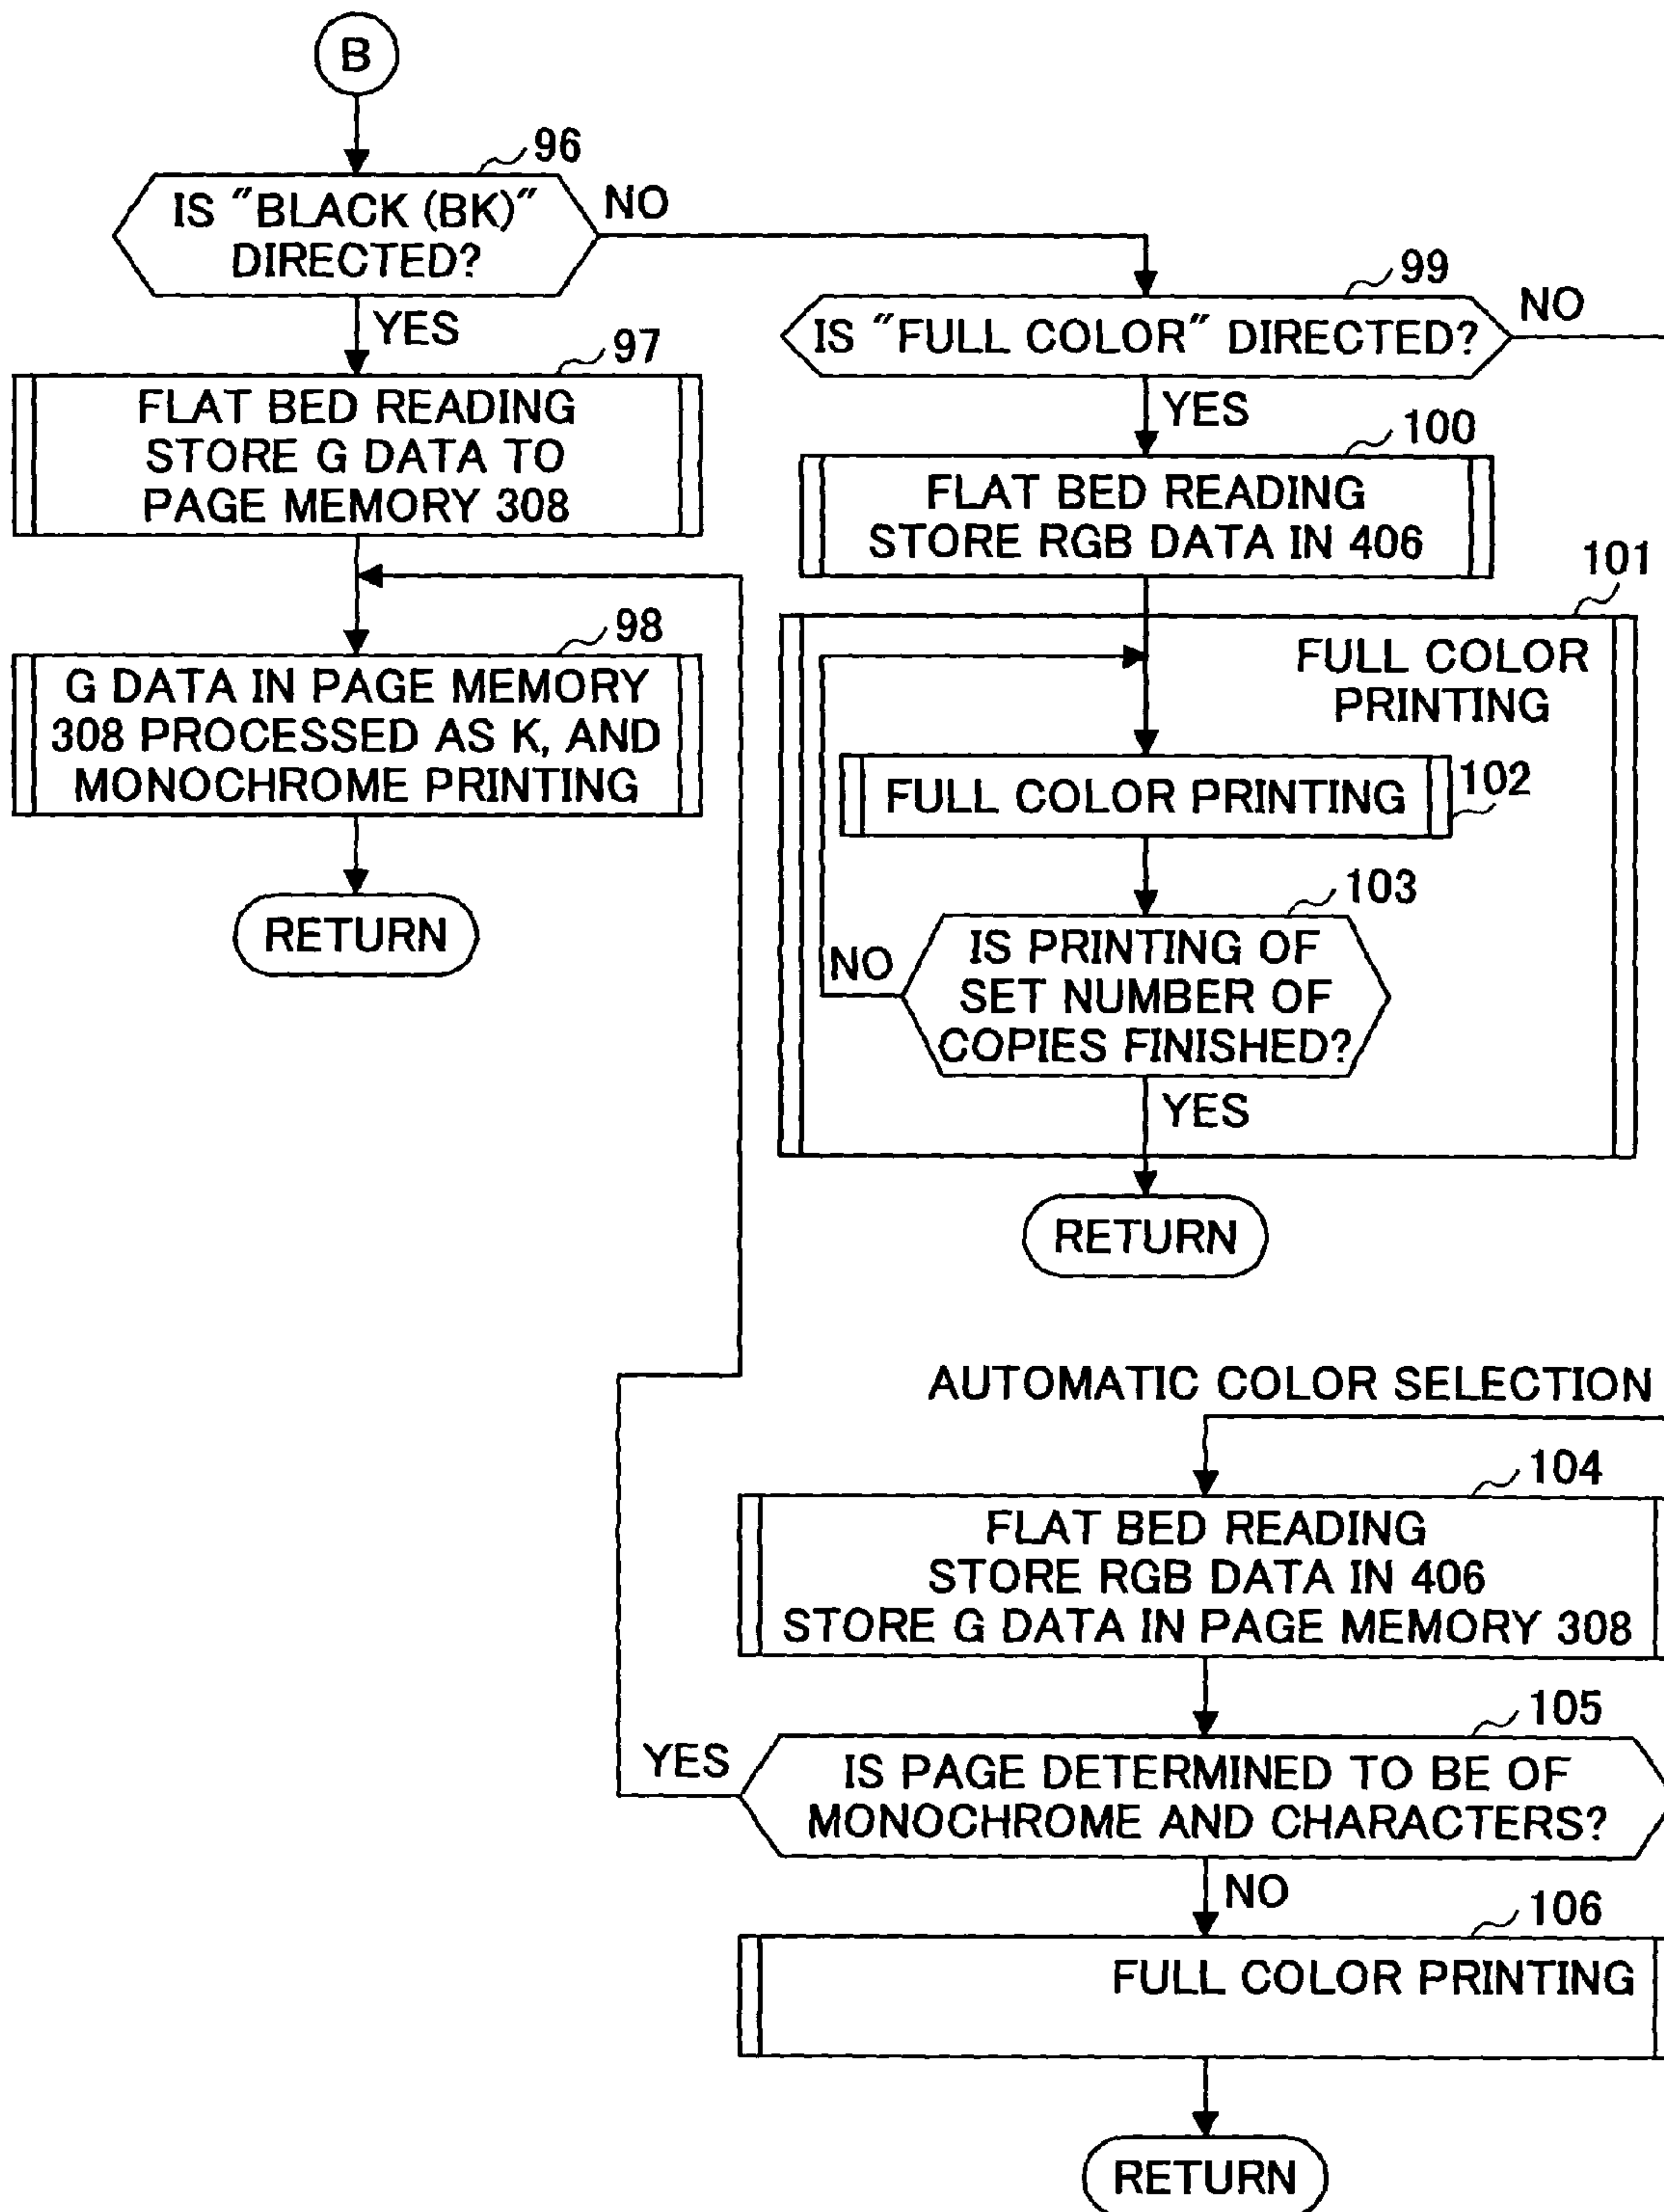 B
96
IS "BLACK (BK)"
DIRECTED?
NO
YES
97
FLAT BED READING
STORE G DATA TO
PAGE MEMORY 308
98
G DATA IN PAGE MEMORY
308 PROCESSED AS K, AND
MONOCHROME PRINTING
RETURN
99
IS "FULL COLOR" DIRECTED?
NO
YES
100
FLAT BED READING
STORE RGB DATA IN 406
101
FULL COLOR
PRINTING
FULL COLOR PRINTING
102
103
IS PRINTING OF
SET NUMBER OF
COPIES FINISHED?
NO
YES
RETURN
AUTOMATIC COLOR SELECTION
104
FLAT BED READING
STORE RGB DATA IN 406
STORE G DATA IN PAGE MEMORY 308
105
YES
IS PAGE DETERMINED TO BE OF
MONOCHROME AND CHARACTERS?
NO
106
FULL COLOR PRINTING
RETURN